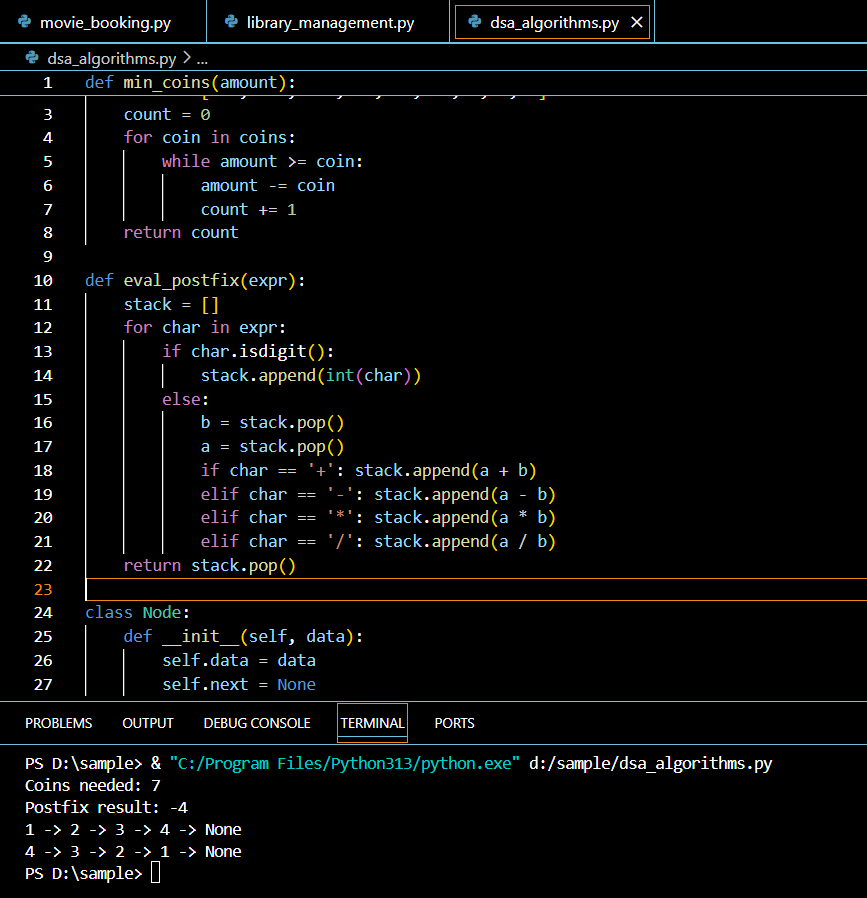 movie_booking.py library_management.py dsa_algorithms.py ×
dsa_algorithms.py > ...
1 def min_coins(amount):
3 count = 0
4 for coin in coins:
5 while amount >= coin:
6 amount -= coin
7 count += 1
8 return count
9
10 def eval_postfix(expr):
11 stack = []
12 for char in expr:
13 if char.isdigit():
14 stack.append(int(char))
15 else:
16 b = stack.pop()
17 a = stack.pop()
18 if char == '+': stack.append(a + b)
19 elif char == '-': stack.append(a - b)
20 elif char == '*': stack.append(a * b)
21 elif char == '/': stack.append(a / b)
22 return stack.pop()
23
24 class Node:
25 def __init__(self, data):
26 self.data = data
27 self.next = None
PROBLEMS OUTPUT DEBUG CONSOLE TERMINAL PORTS
PS D:\sample> & "C:/Program Files/Python313/python.exe" d:/sample/dsa_algorithms.py
Coins needed: 7
Postfix result: -4
1 -> 2 -> 3 -> 4 -> None
4 -> 3 -> 2 -> 1 -> None
PS D:\sample>